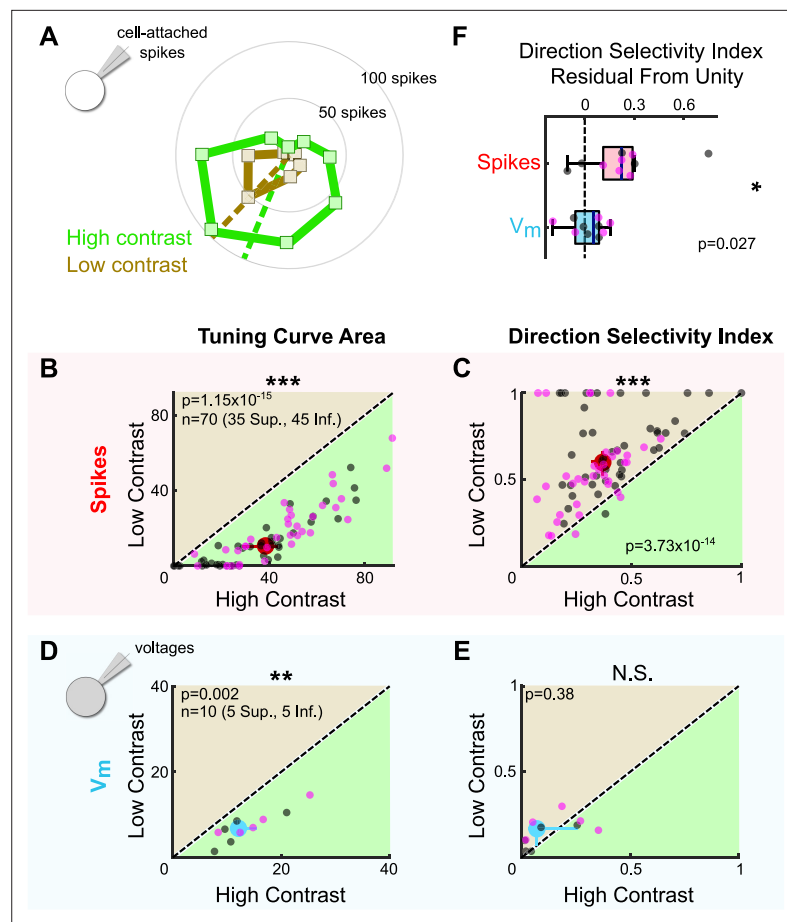 A
cell-attached
spikes
100 spikes
50 spikes
High contrast
Low contrast
F
Direction Selectivity Index
Residual From Unity
0 0.3 0.6
Spikes
Vm
*
p=0.027
Tuning Curve Area
B
***
p=1.15x10-15
n=70 (35 Sup., 45 Inf.)
80
40
0
40 80
Spikes
Low Contrast
High Contrast
Direction Selectivity Index
C
***
1
0.5
0
0.5 1
p=3.73x10-14
Low Contrast
High Contrast
D
voltages
**
p=0.002
n=10 (5 Sup., 5 Inf.)
40
20
0
20 40
Vm
Low Contrast
High Contrast
E
N.S.
p=0.38
1
0.5
0
0.5 1
Low Contrast
High Contrast